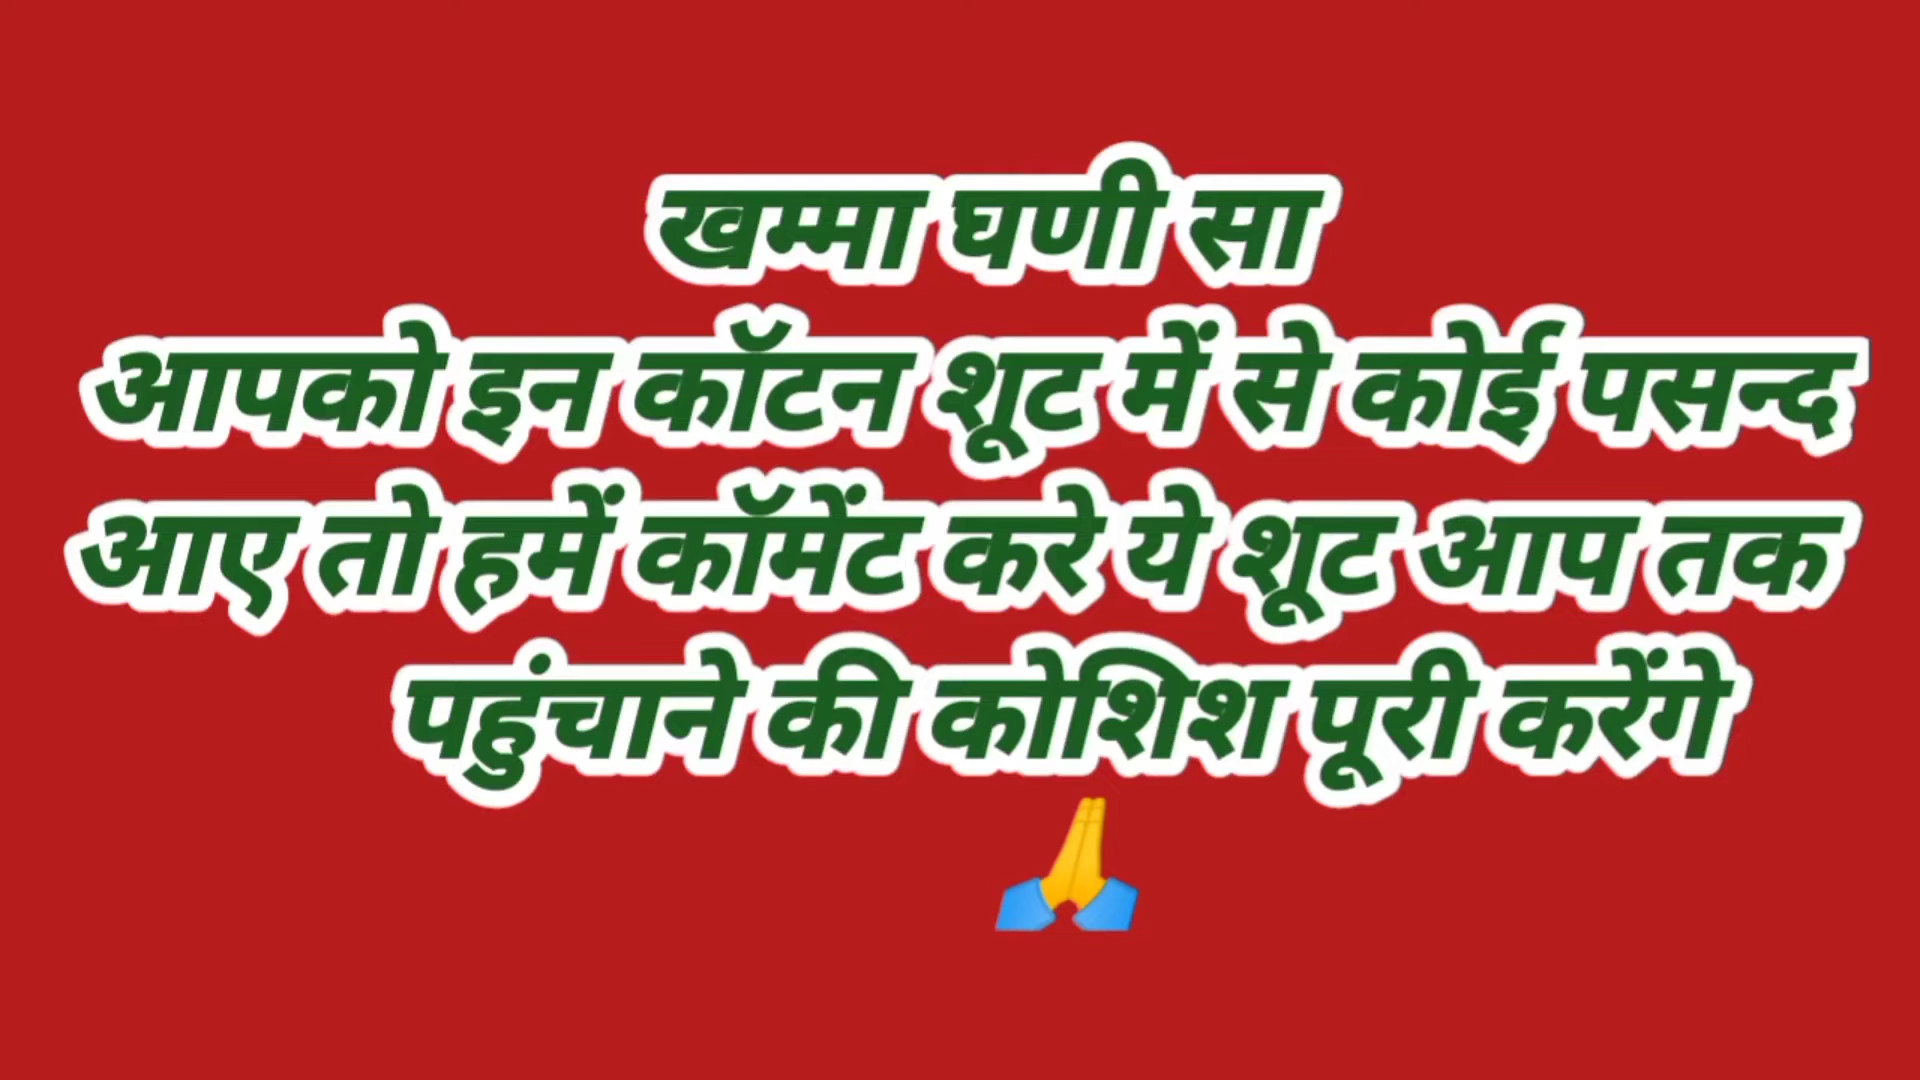 खम्मा घणी सा
आपको इन कॉटन शूट में से कोई पसन्द
आए तो हमें कॉमेंट करे ये शूट आप तक
पहुंचाने की कोशिश पूरी करेंगे
🙏